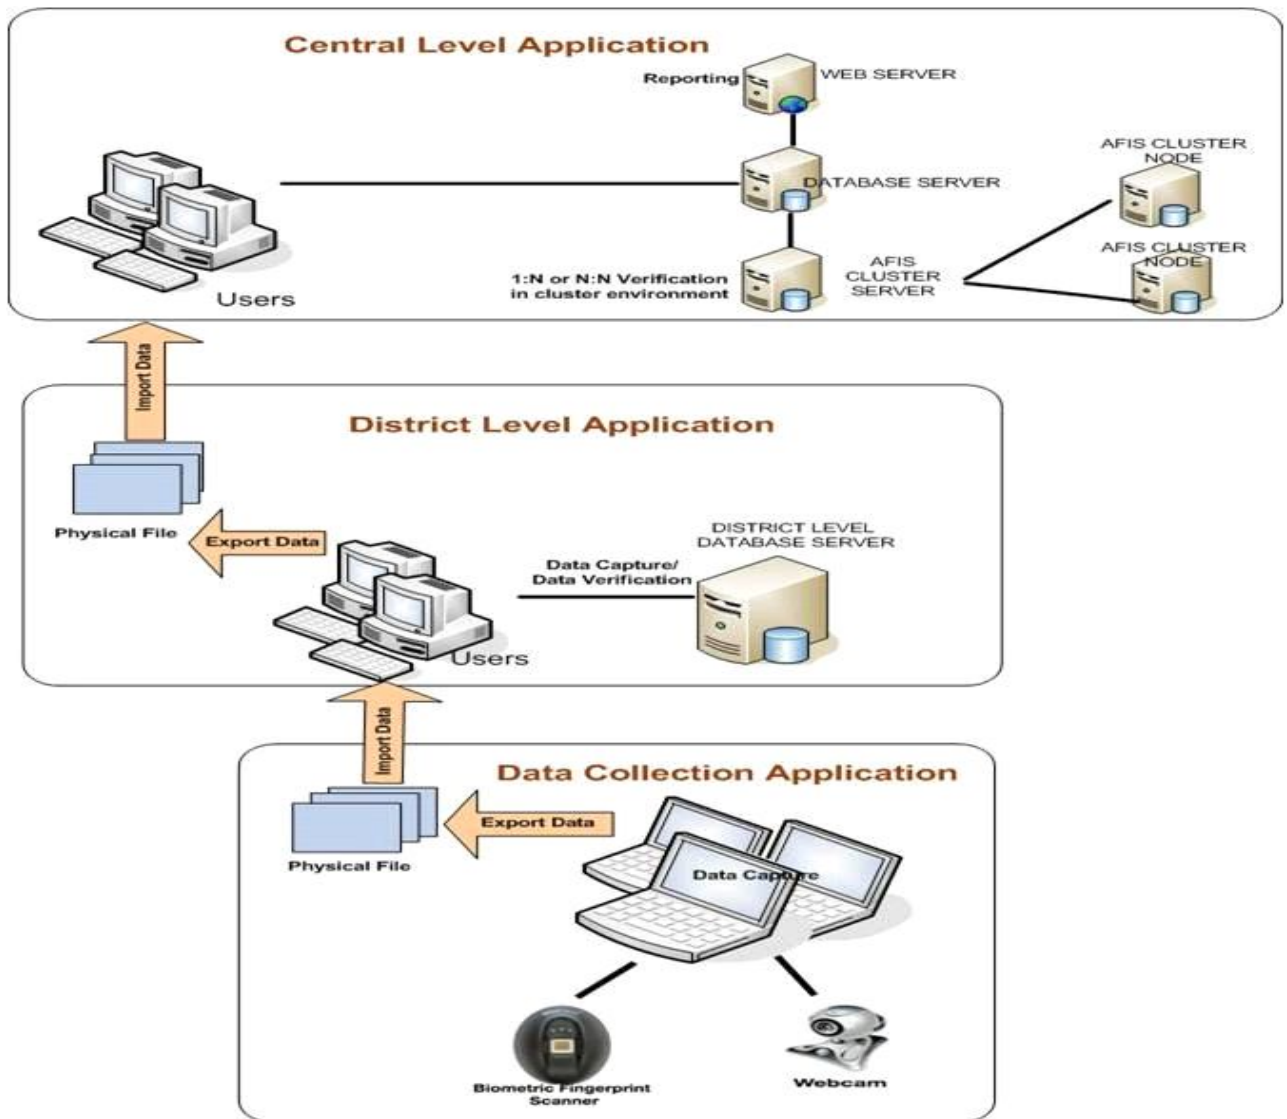 Central Level Application
Reporting
WEB SERVER
AFIS CLUSTER
NODE
DATABASE SERVER
AFIS CLUSTER
NODE
1:N or N:N Verification
in cluster environment
AFIS
CLUSTER
SERVER
Users
Import Data
District Level Application
Physical File
Export Data
DISTRICT LEVEL
DATABASE SERVER
Data Capture/
Data Verification
Users
Import Data
Data Collection Application
Export Data
Physical File
Data Capture
Biometric Fingerprint
Scanner
Webcam